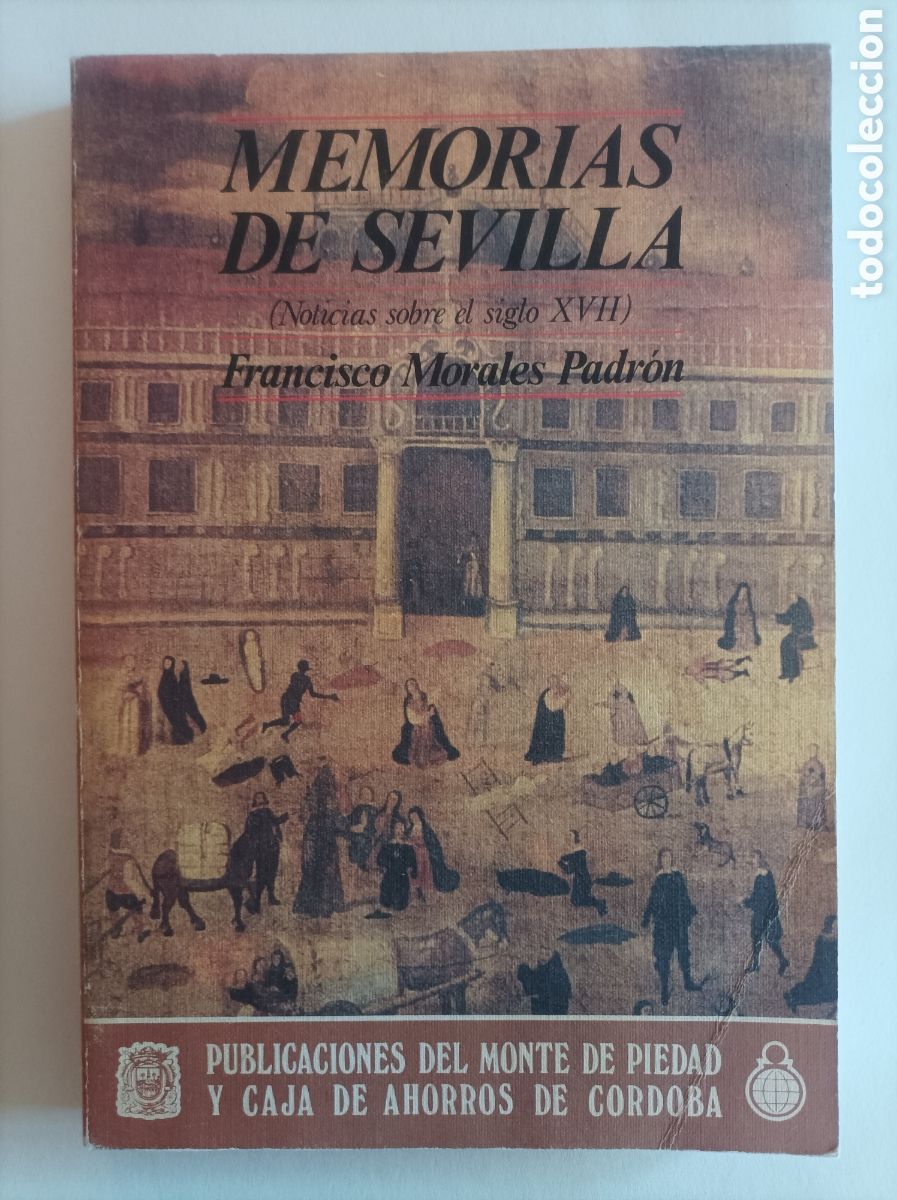 MEMORIAS
DE SEVILLA
(Noticias sobre el siglo XVII)
Francisco Morales Padrón
PUBLICACIONES DEL MONTE DE PIEDAD
Y CAJA DE AHORROS DE CORDOBA
todocoleccion